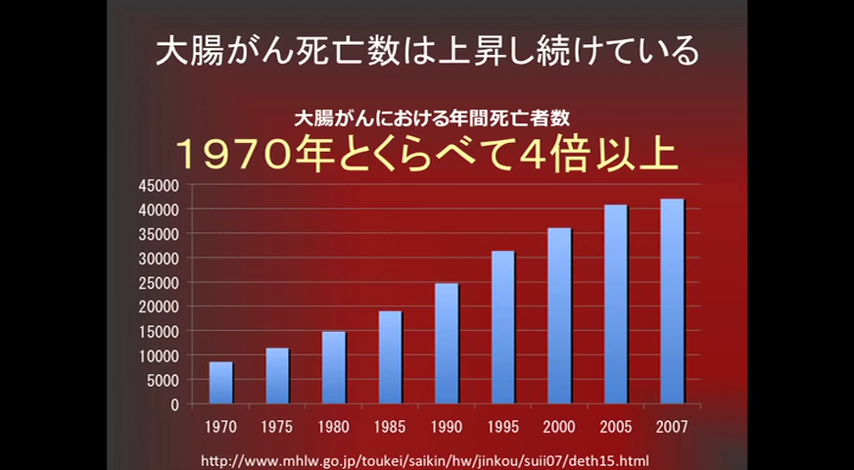 大腸がん死亡数は上昇し続けている
大腸がんにおける年間死亡者数
1970年とくらべて4倍以上
45000
40000
35000
30000
25000
20000
15000
10000
5000
0
1970 1975 1980 1985 1990 1995 2000 2005 2007
http://www.mhlw.go.jp/toukei/saikin/hw/jinkou/suii07/deth15.html